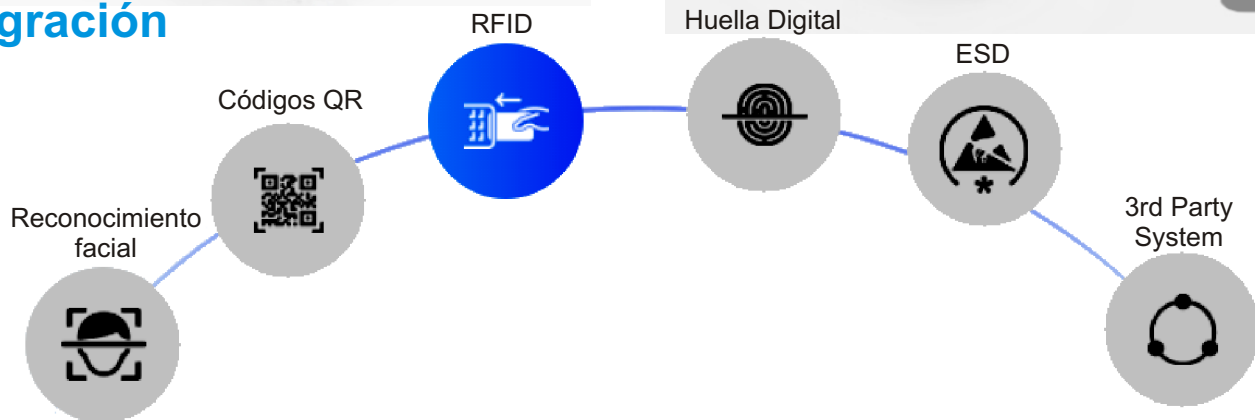 gración
RFID
Huella Digital
ESD
Códigos QR
Reconocimiento
facial
3rd Party
System